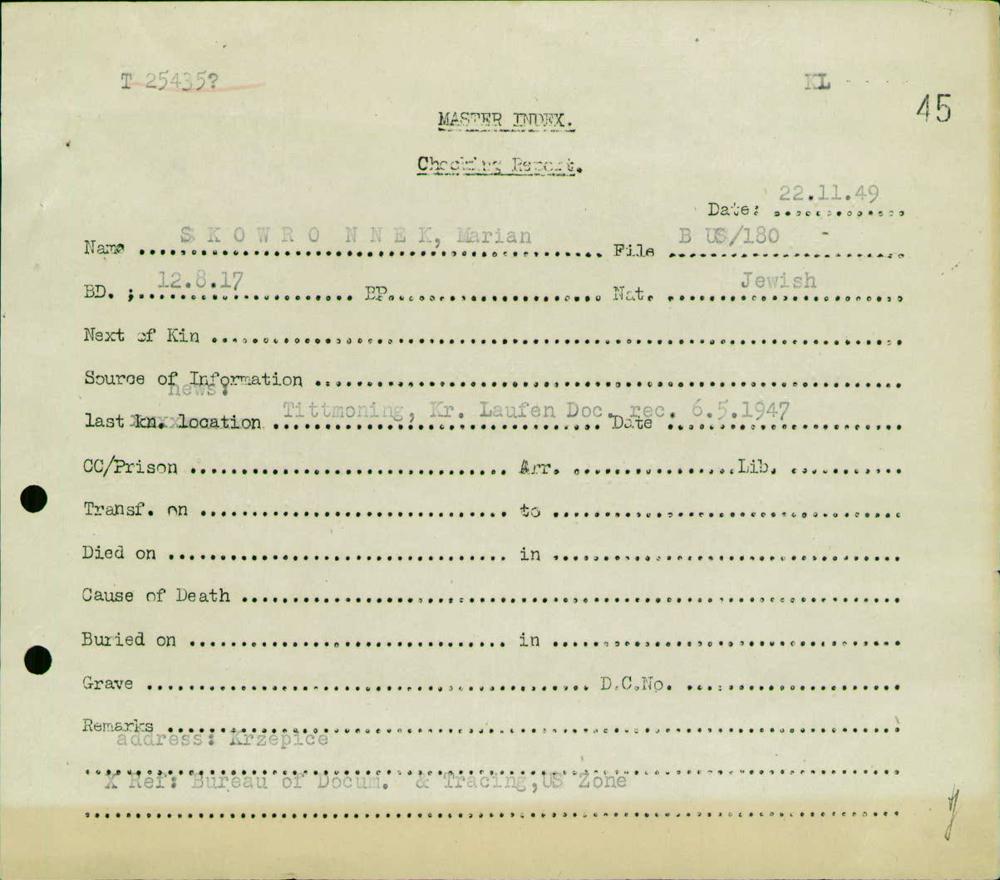 T 25435? KL
45
MASTER INDEX.
Checking Report.
Date: 22.11.49
Name S K O W R O N N E K, Marian File B US/180 -
BD. ; 12.8.17 BP. Nat. Jewish
Next of Kin
Source of Information
news:
last kn. location Tittmoning, Kr. Laufen Doc. rec. 6.5.1947 Date
CC/Prison Arr. Lib.
Transf. on to
Died on in
Cause of Death
Buried on in
Grave D.C.No.
Remarks
address: Krzepice
X Ref: Bureau of Docum. & Tracing,US Zone